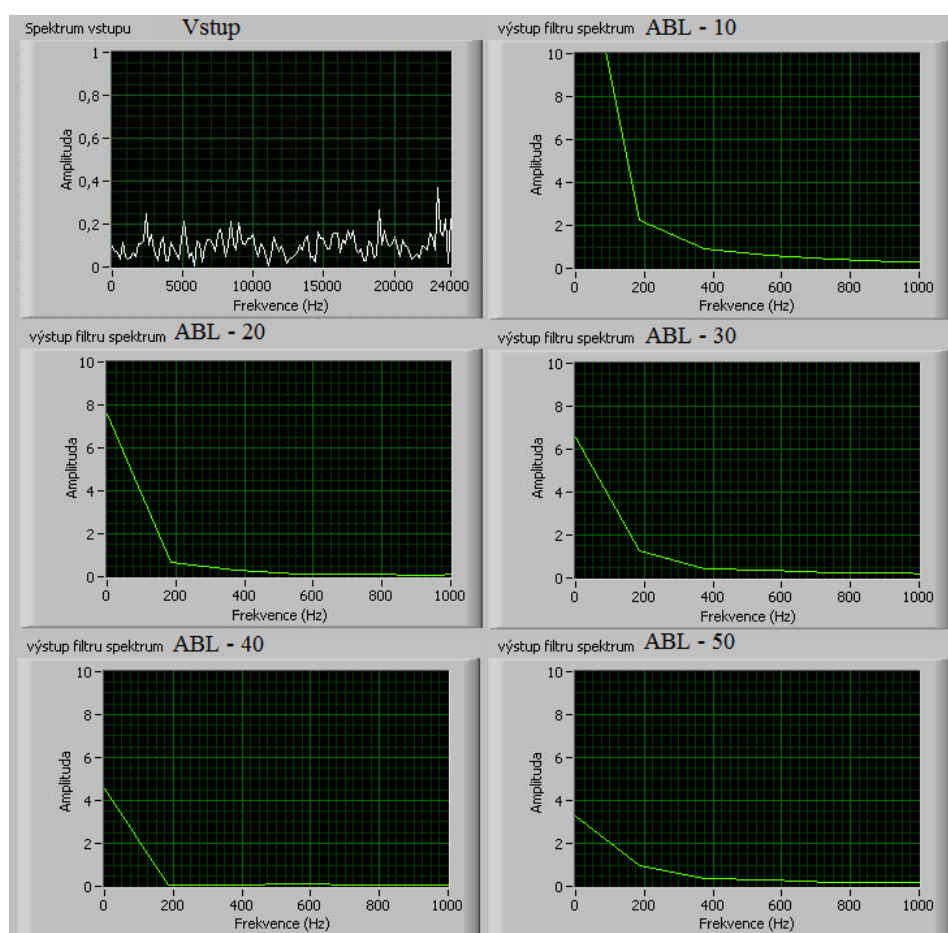 Spektrum vstupu Vstup
1
0,8
0,6
0,4
0,2
0
Amplituda
0 5000 10000 15000 20000 24000
Frekvence (Hz)
výstup filtru spektrum ABL - 10
10
8
6
4
2
0
Amplituda
0 200 400 600 800 1000
Frekvence (Hz)
výstup filtru spektrum ABL - 20
10
8
6
4
2
0
Amplituda
0 200 400 600 800 1000
Frekvence (Hz)
výstup filtru spektrum ABL - 30
10
8
6
4
2
0
Amplituda
0 200 400 600 800 1000
Frekvence (Hz)
výstup filtru spektrum ABL - 40
10
8
6
4
2
0
Amplituda
0 200 400 600 800 1000
Frekvence (Hz)
výstup filtru spektrum ABL - 50
10
8
6
4
2
0
Amplituda
0 200 400 600 800 1000
Frekvence (Hz)